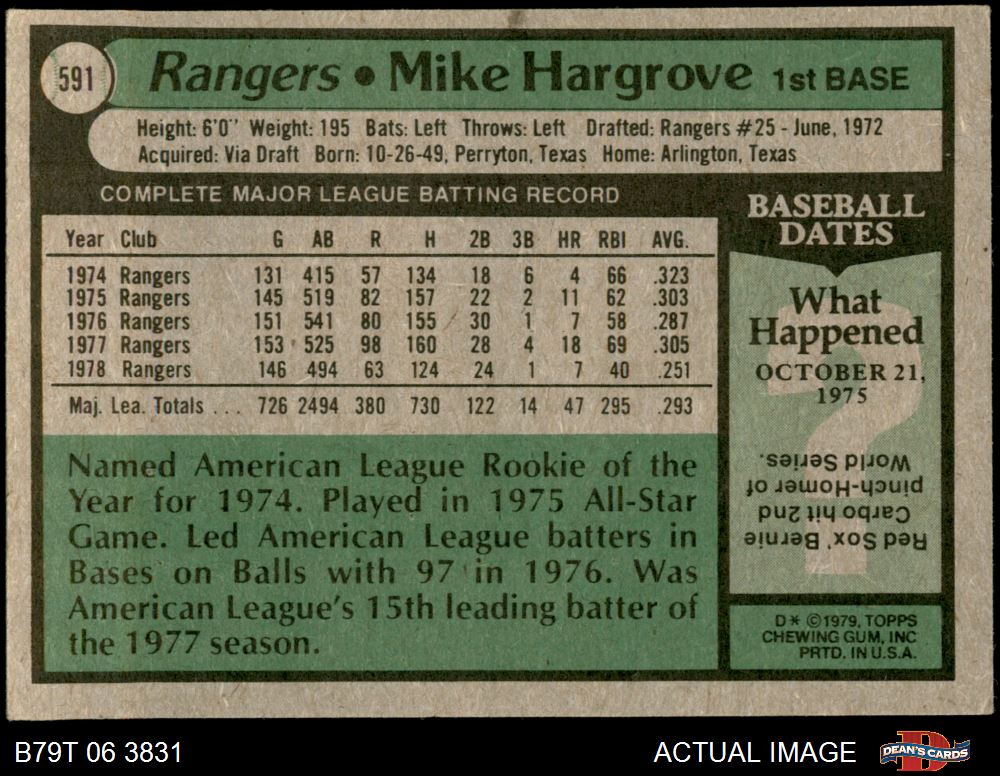 591 Rangers • Mike Hargrove 1st BASE
Height: 6'0" Weight: 195 Bats: Left Throws: Left Drafted: Rangers #25 - June, 1972
Acquired: Via Draft Born: 10-26-49, Perryton, Texas Home: Arlington, Texas
COMPLETE MAJOR LEAGUE BATTING RECORD
Year Club G AB R H 2B 3B HR RBI AVG.
1974 Rangers 131 415 57 134 18 6 4 66 .323
1975 Rangers 145 519 82 157 22 2 11 62 .303
1976 Rangers 151 541 80 155 30 1 7 58 .287
1977 Rangers 153 525 98 160 28 4 18 69 .305
1978 Rangers 146 494 63 124 24 1 7 40 .251
Maj. Lea. Totals ... 726 2494 380 730 122 14 47 295 .293
Named American League Rookie of the
Year for 1974. Played in 1975 All-Star
Game. Led American League batters in
Bases on Balls with 97 in 1976. Was
American League's 15th leading batter of
the 1977 season.
BASEBALL
DATES
What
Happened
OCTOBER 21,
1975
?
Red Sox' Bernie
Carbo hit 2nd
pinch-Homer of
World Series.
D* ©1979, TOPPS
CHEWING GUM, INC
PRTD. IN U.S.A.
B79T 06 3831 ACTUAL IMAGE D DEAN'S CARDS